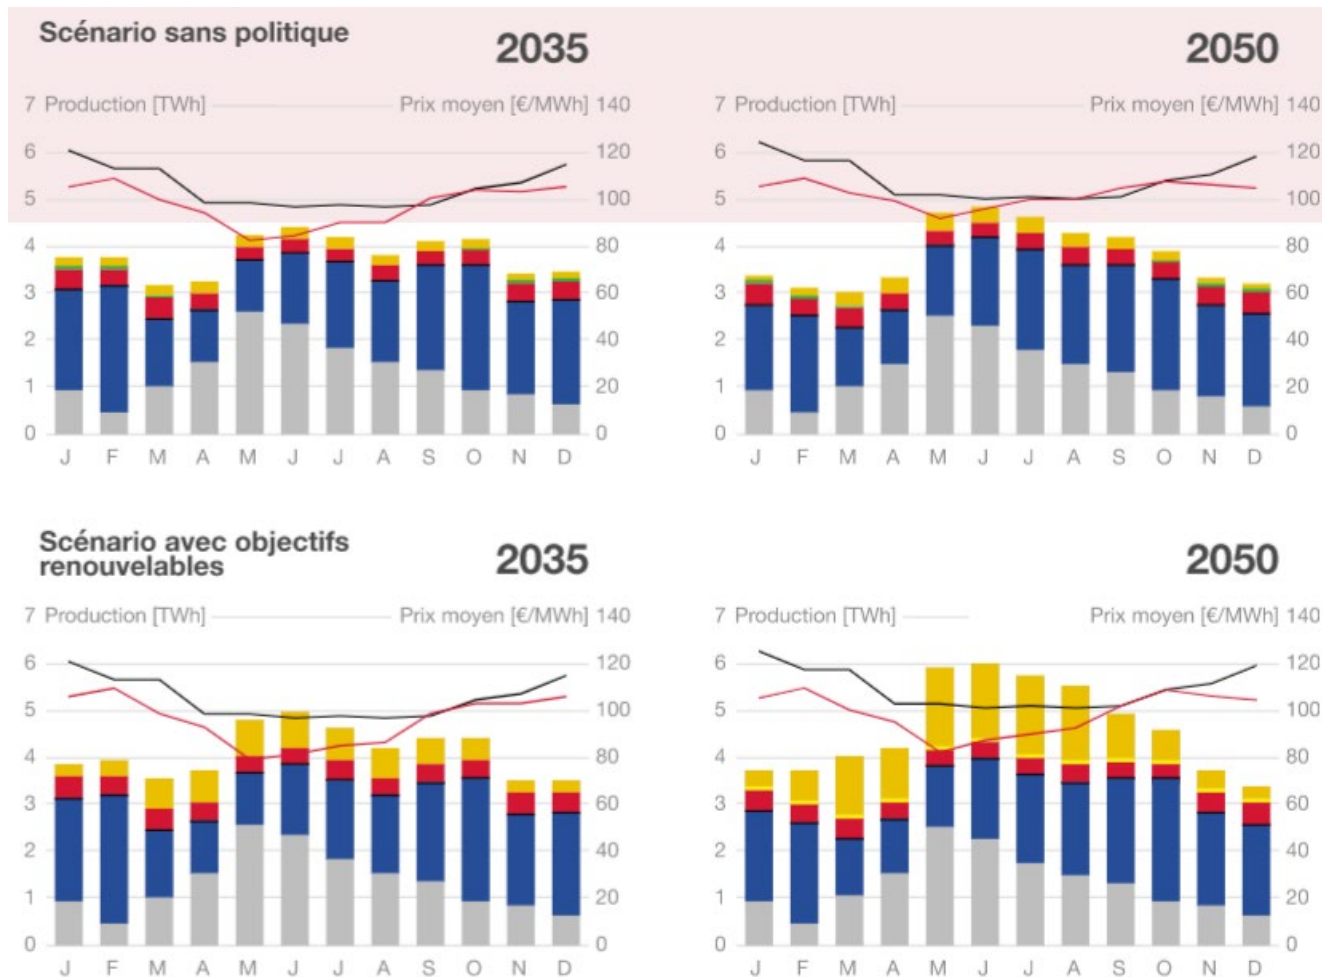 Scénario sans politique
2035
2050
7 Production [TWh] Prix moyen [€/MWh] 140
7 Production [TWh] Prix moyen [€/MWh] 140
6 120 6 120
5 100 5 100
4 80 4 80
3 60 3 60
2 40 2 40
1 20 1 20
0 0 0 0
J F M A M J J A S O N D
J F M A M J J A S O N D
Scénario avec objectifs
renouvelables
2035
2050
7 Production [TWh] Prix moyen [€/MWh] 140
7 Production [TWh] Prix moyen [€/MWh] 140
6 120 6 120
5 100 5 100
4 80 4 80
3 60 3 60
2 40 2 40
1 20 1 20
0 0 0 0
J F M A M J J A S O N D
J F M A M J J A S O N D